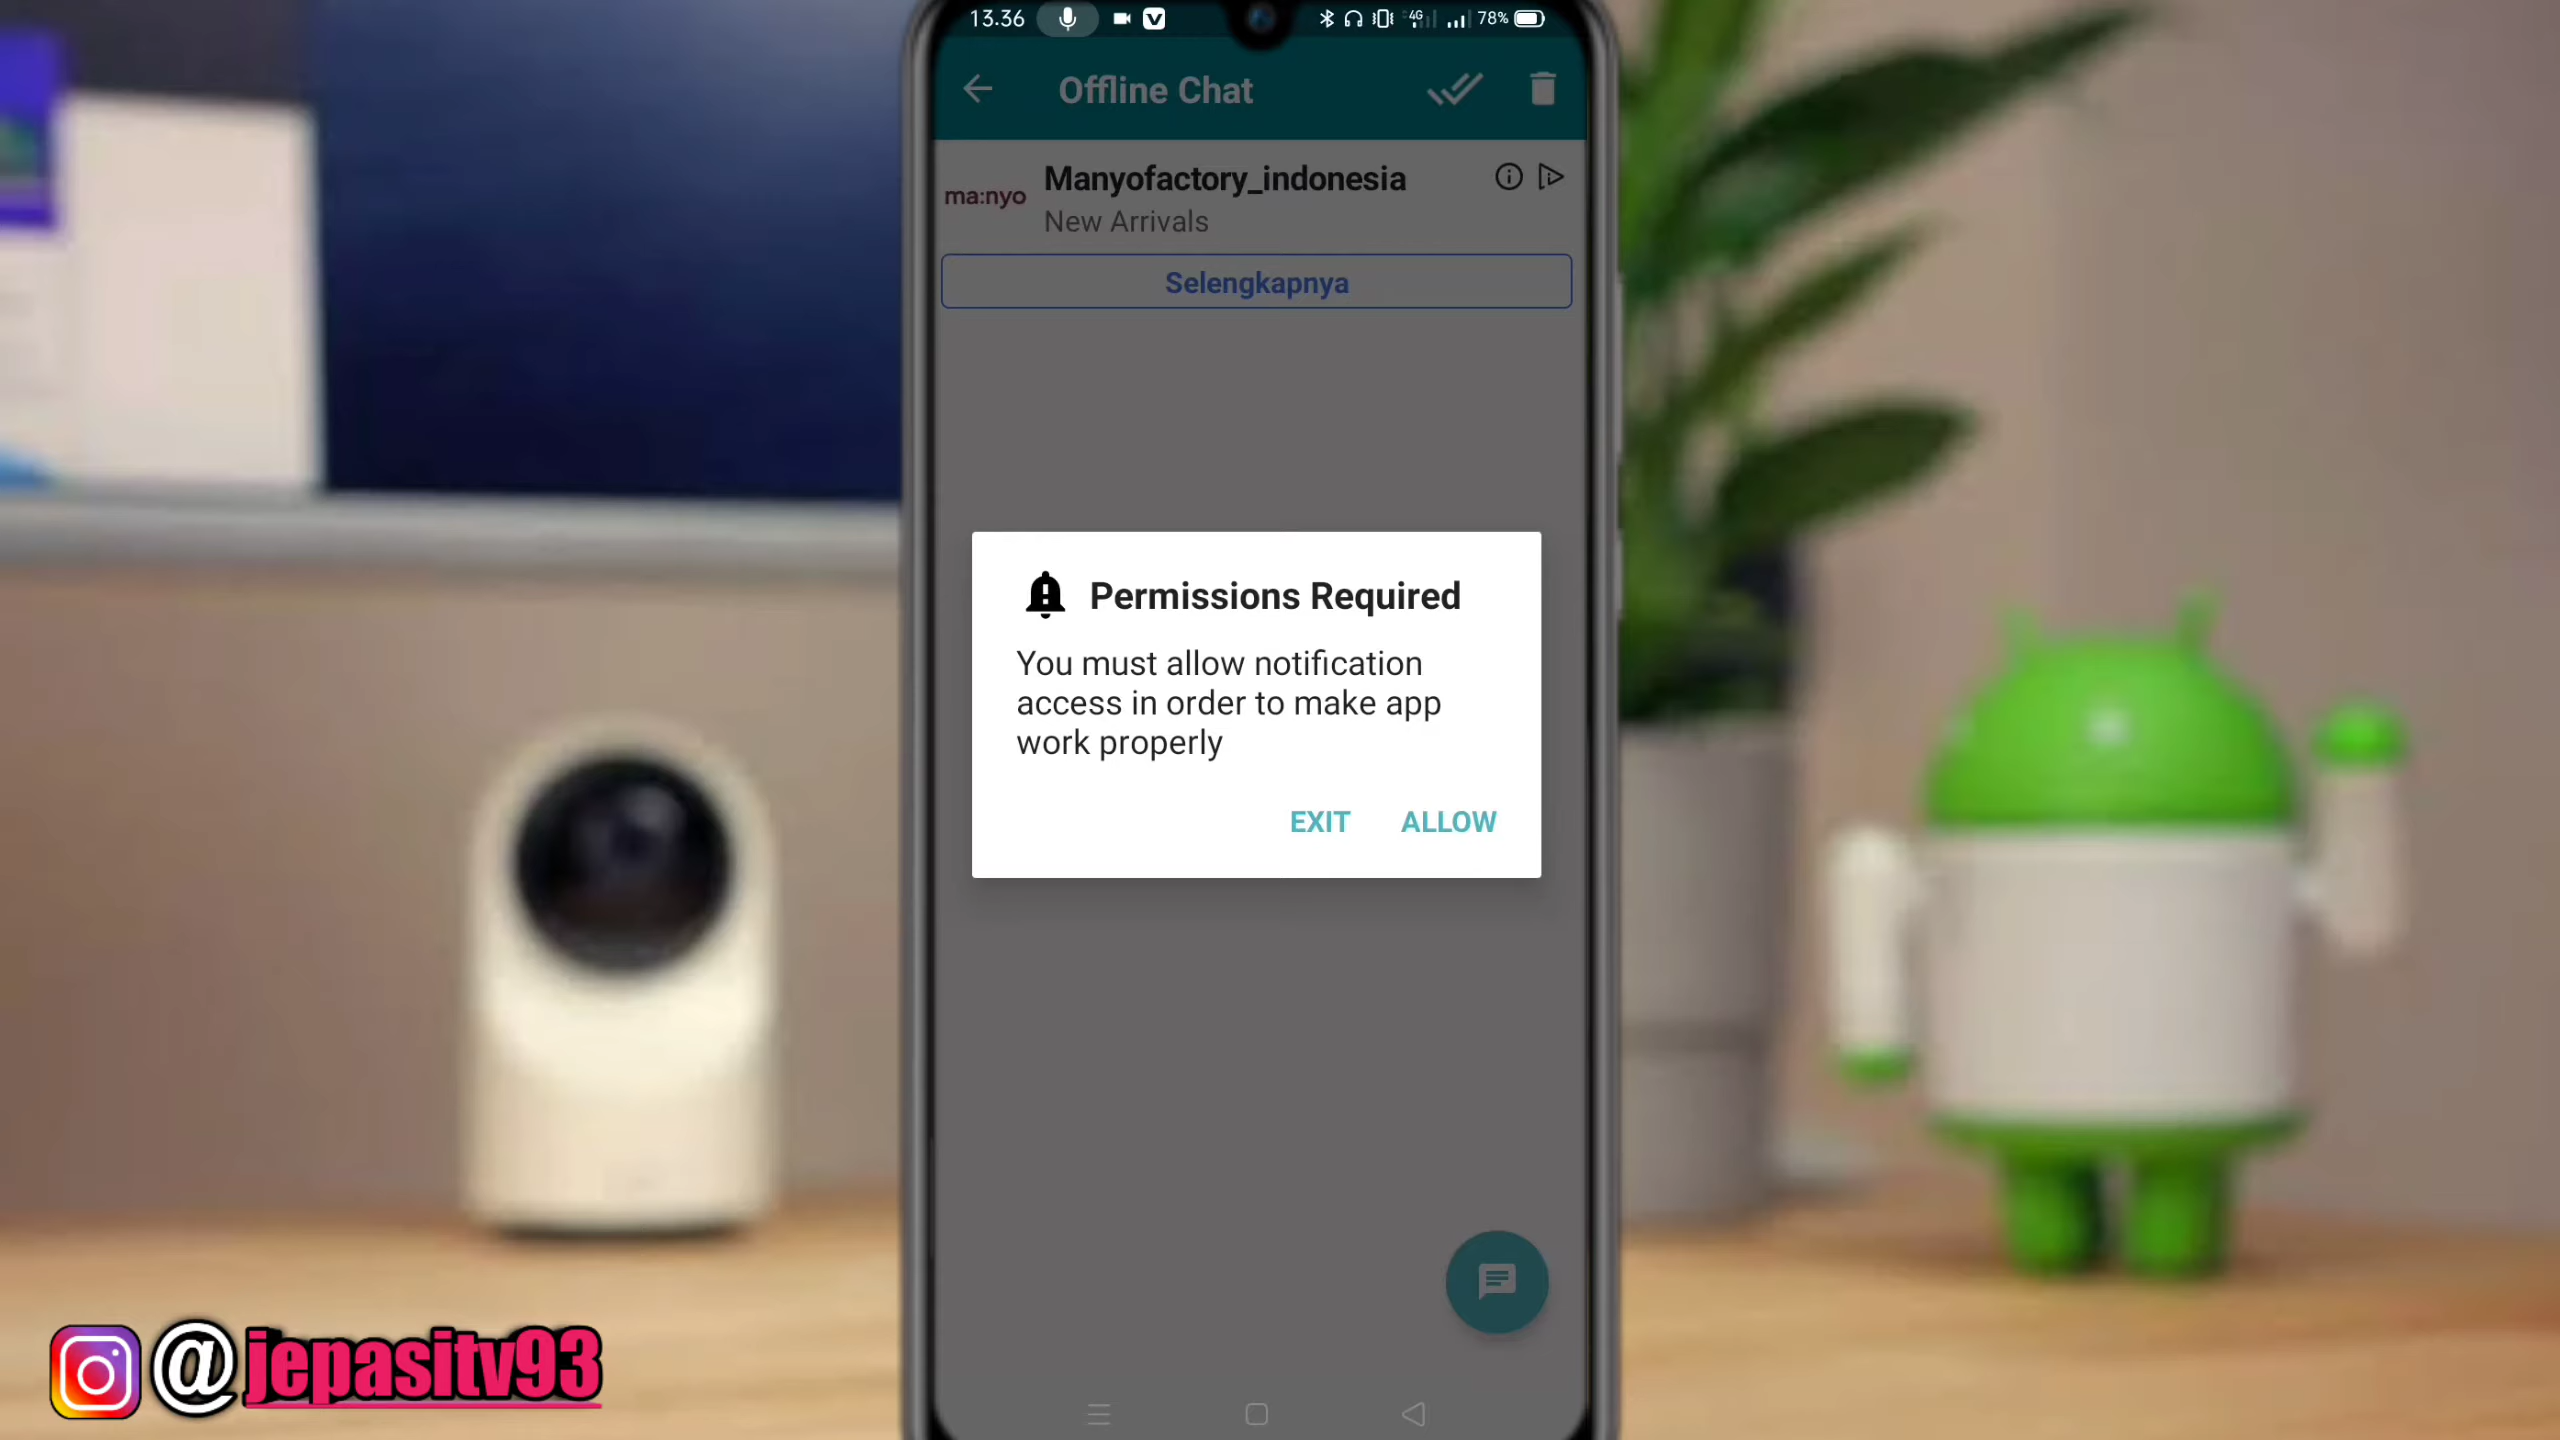 13.36
4G
78%
Offline Chat
ma:nyo
Manyofactory_indonesia
New Arrivals
Selengkapnya
Permissions Required
You must allow notification
access in order to make app
work properly
EXIT
ALLOW
@jepasitv93